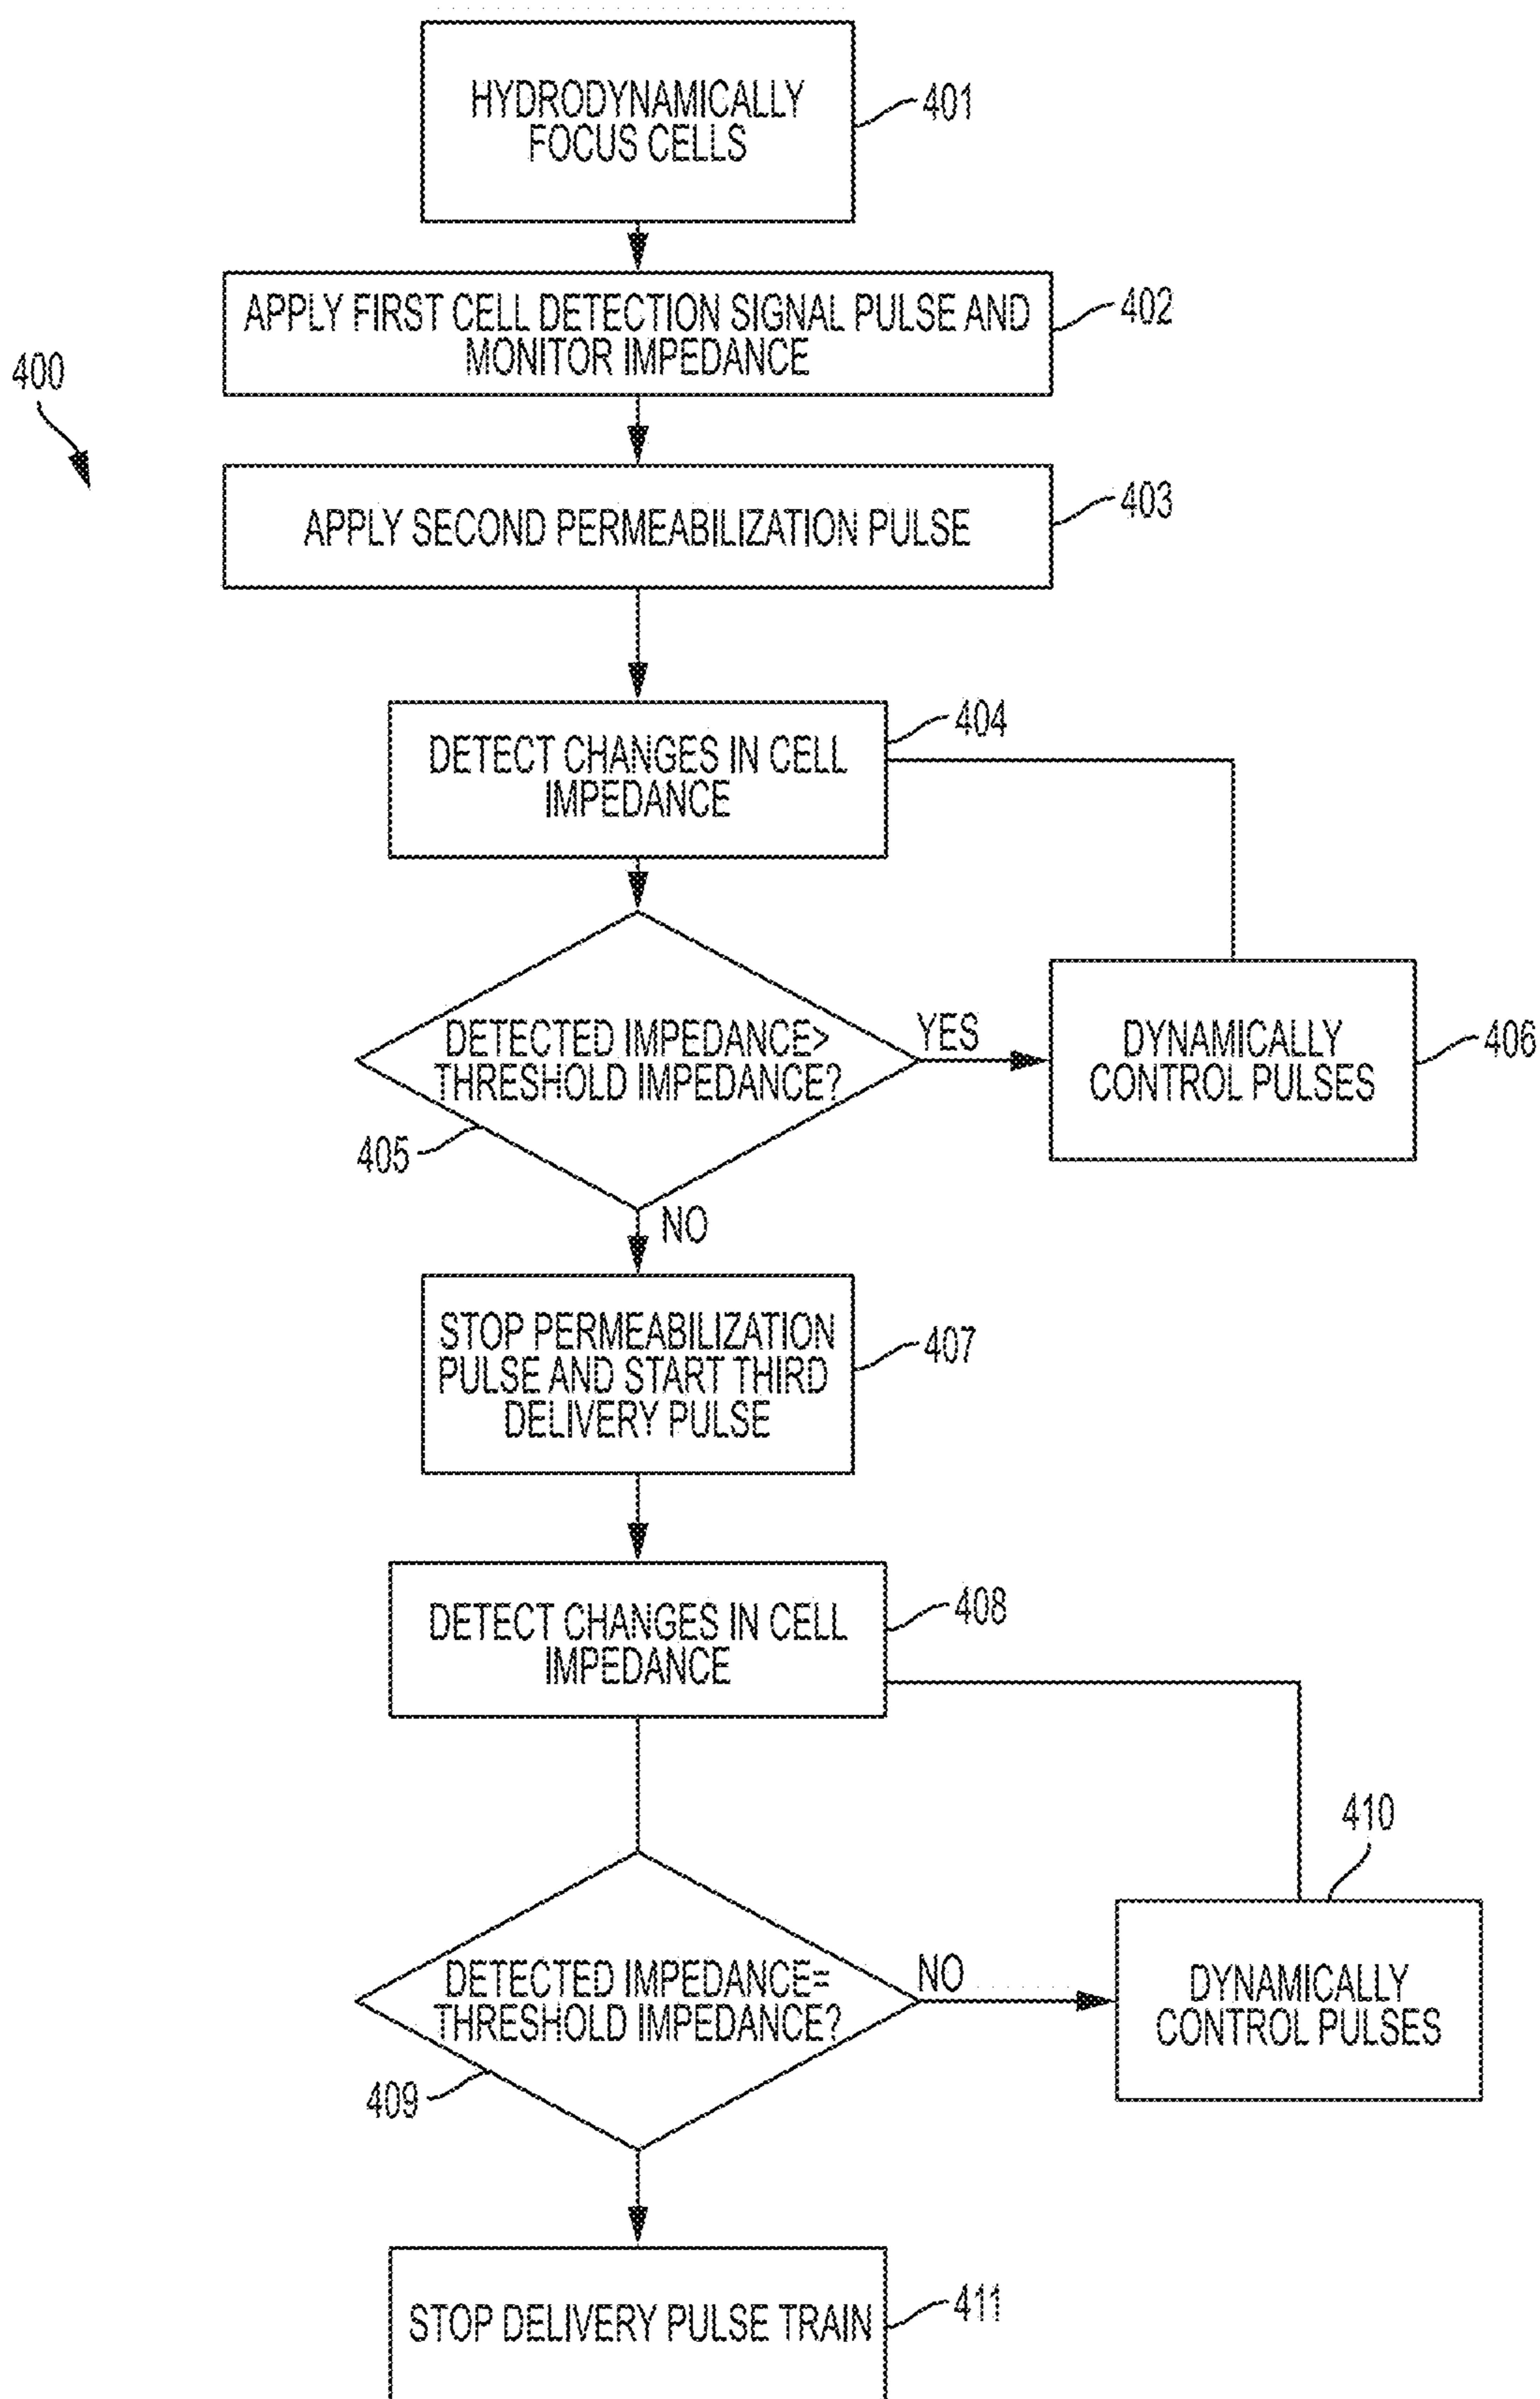 HYDRODYNAMICALLY
FOCUS CELLS
401
APPLY FIRST CELL DETECTION SIGNAL PULSE AND
MONITOR IMPEDANCE
402
400
APPLY SECOND PERMEABILIZATION PULSE
403
DETECT CHANGES IN CELL
IMPEDANCE
404
DETECTED IMPEDANCE>
THRESHOLD IMPEDANCE?
405
YES
DYNAMICALLY
CONTROL PULSES
406
NO
STOP PERMEABILIZATION
PULSE AND START THIRD
DELIVERY PULSE
407
DETECT CHANGES IN CELL
IMPEDANCE
408
DETECTED IMPEDANCE=
THRESHOLD IMPEDANCE?
409
NO
410
DYNAMICALLY
CONTROL PULSES
STOP DELIVERY PULSE TRAIN
411